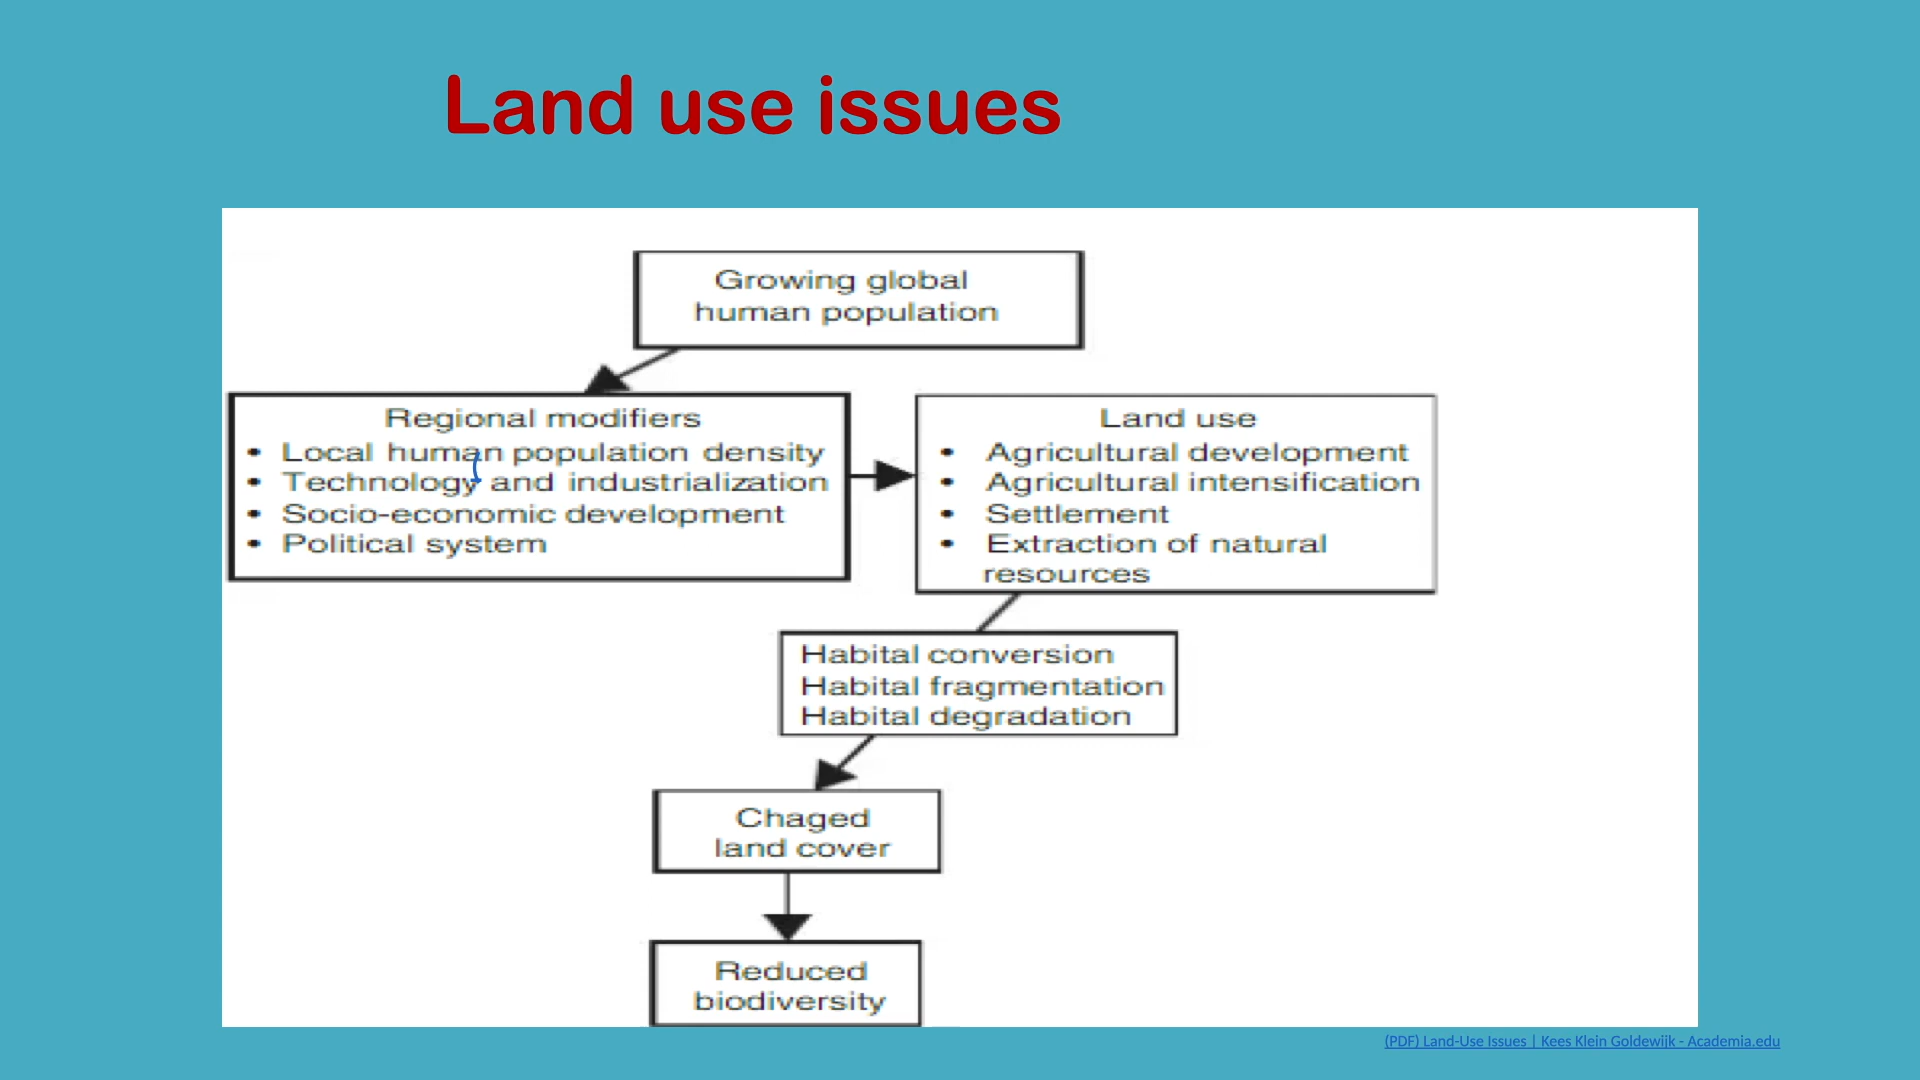 Land use issues
Growing global
human population
Regional modifiers
• Local human population density
• Technology and industrialization
• Socio-economic development
• Political system
Land use
• Agricultural development
• Agricultural intensification
• Settlement
• Extraction of natural
resources
Habital conversion
Habital fragmentation
Habital degradation
Chaged
land cover
Reduced
biodiversity
(PDF) Land-Use Issues | Kees Klein Goldewijk - Academia.edu